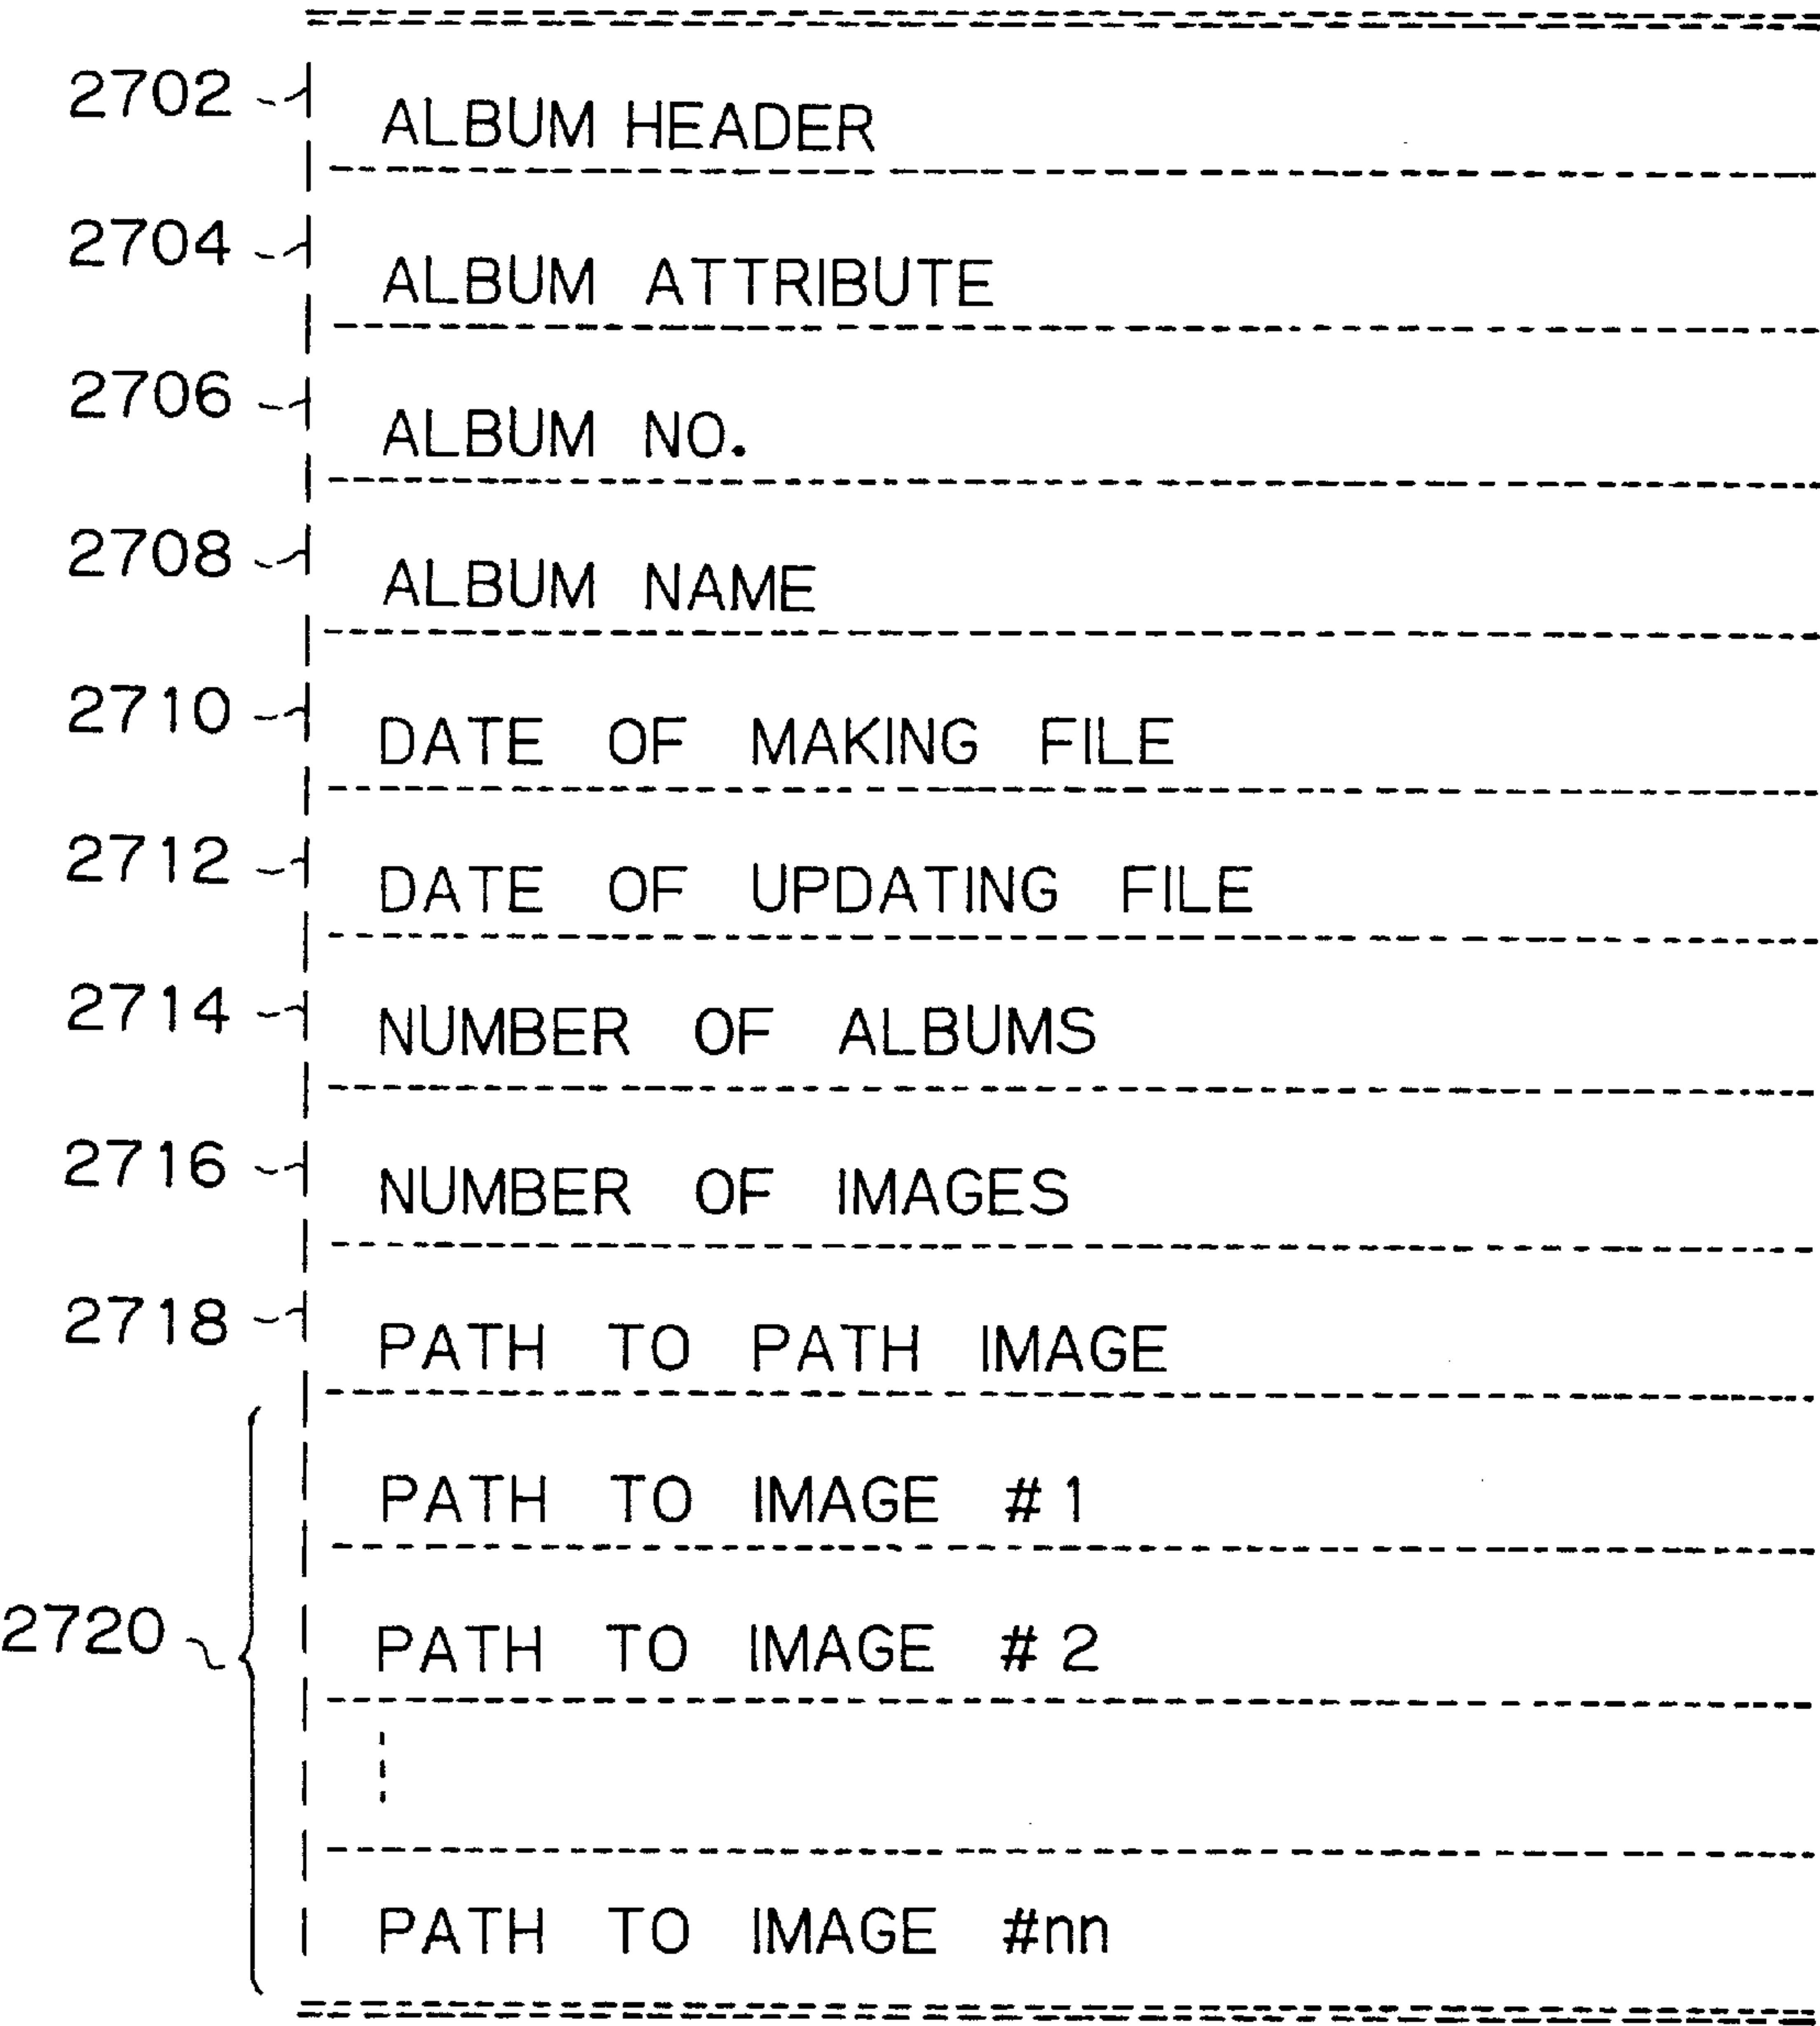 2702 ALBUM HEADER
2704 ALBUM ATTRIBUTE
2706 ALBUM NO.
2708 ALBUM NAME
2710 DATE OF MAKING FILE
2712 DATE OF UPDATING FILE
2714 NUMBER OF ALBUMS
2716 NUMBER OF IMAGES
2718 PATH TO PATH IMAGE
PATH TO IMAGE #1
2720 PATH TO IMAGE #2
PATH TO IMAGE #nn